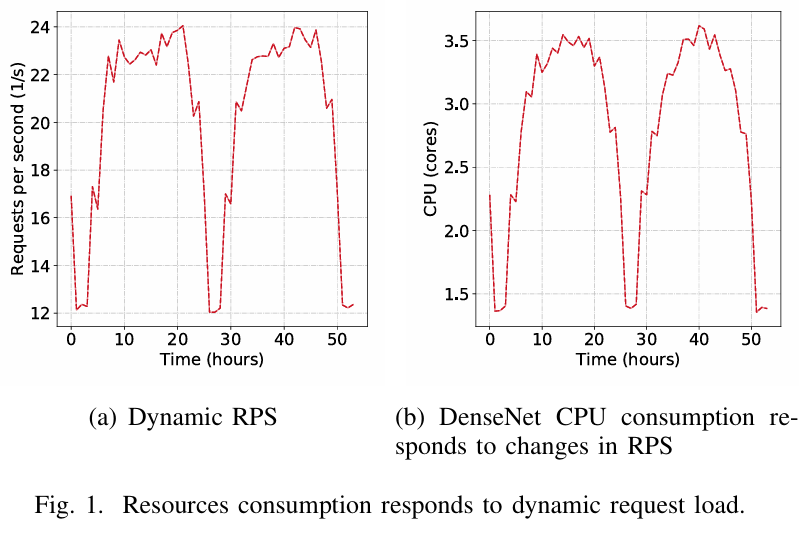 24
22
20
18
16
14
12
Requests per second (1/s)
0 10 20 30 40 50
Time (hours)
3.5
3.0
2.5
2.0
1.5
CPU (cores)
0 10 20 30 40 50
Time (hours)
(a) Dynamic RPS
(b) DenseNet CPU consumption re-
sponds to changes in RPS
Fig. 1. Resources consumption responds to dynamic request load.